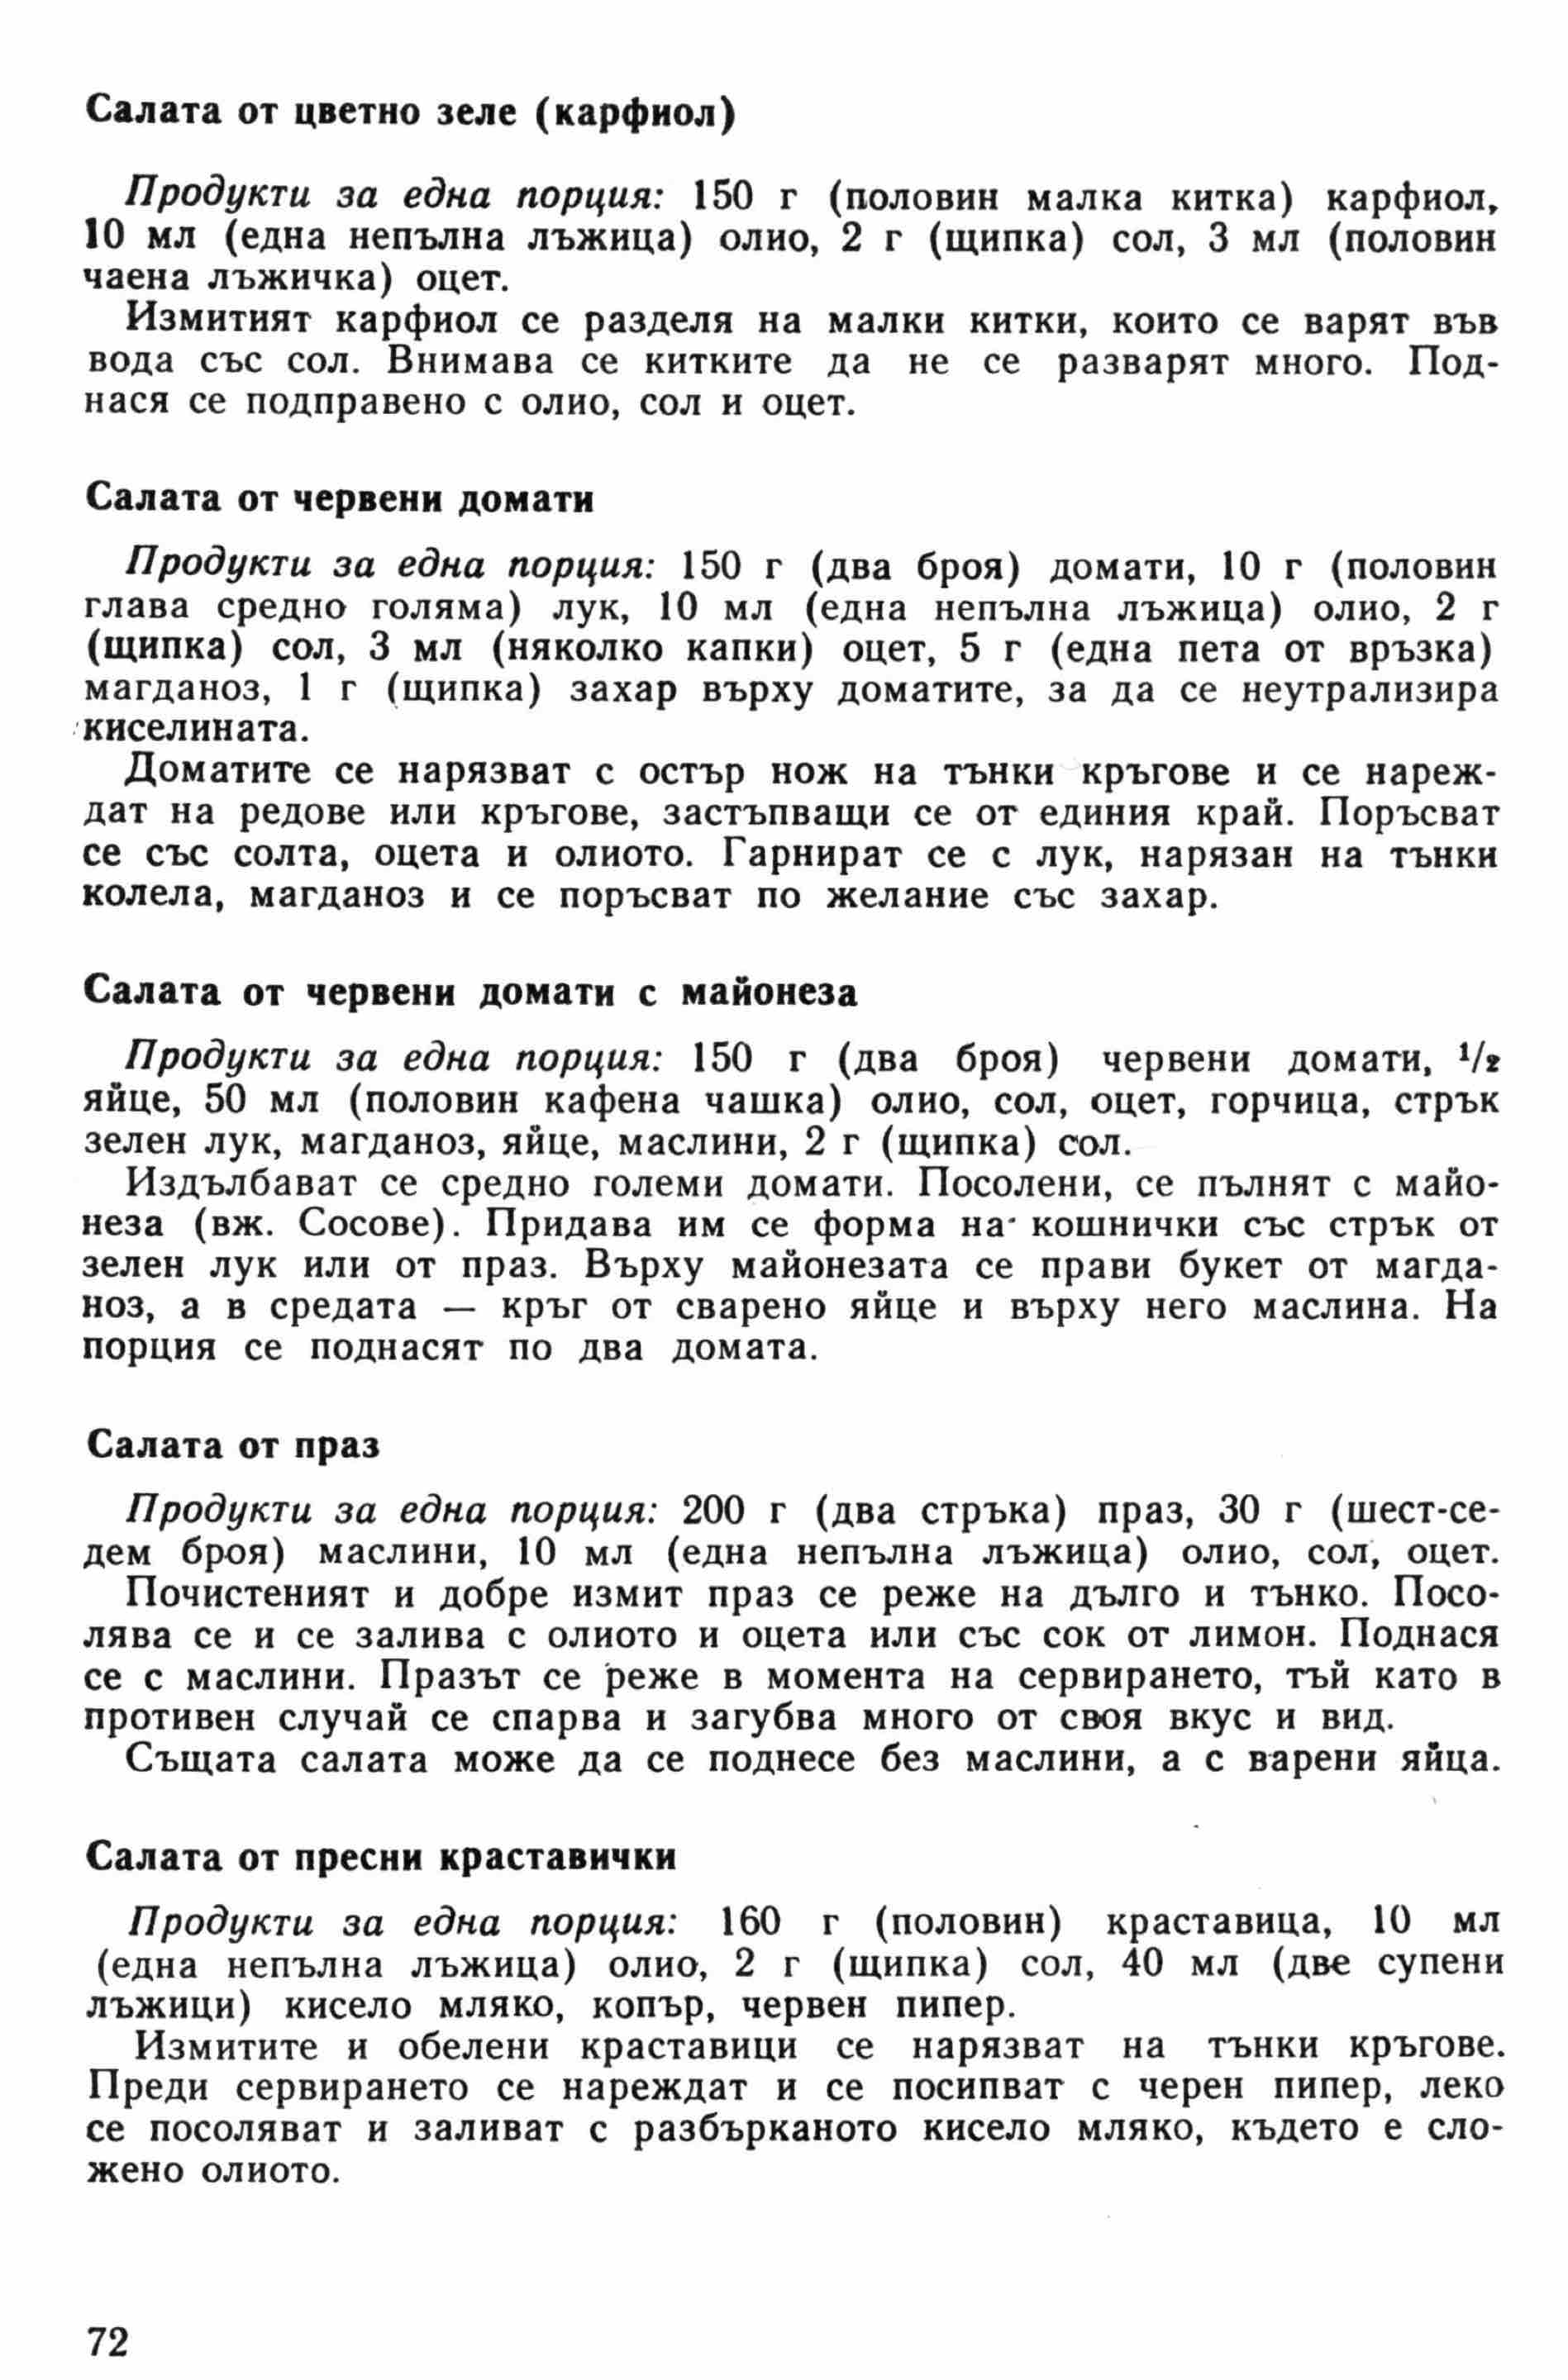 Салата от цветно зеле (карфиол)
Продукти за една порция: 150 г (половин малка китка) карфиол,
10 мл (една непълна лъжица) олио, 2 г (щипка) сол, 3 мл (половин
чаена лъжичка) оцет.
Измитият карфиол се разделя на малки китки, които се варят във
вода със сол. Внимава се китките да не се разварят много. Под-
нася се подправено с олио, сол и оцет.
Салата от червени домати
Продукти за една порция: 150 г (два броя) домати, 10 г (половин
глава средно голяма) лук, 10 мл (една непълна лъжица) олио, 2 г
(щипка) сол, 3 мл (няколко капки) оцет, 5 г (една пета от връзка)
магданоз, 1 г (щипка) захар върху доматите, за да се неутрализира
киселината.
Доматите се нарязват с остър нож на тънки кръгове и се нареж-
дат на редове или кръгове, застъпващи се от единия край. Поръсват
се със солта, оцета и олиото. Гарнират се с лук, нарязан на тънки
колела, магданоз и се поръсват по желание със захар.
Салата от червени домати с майонеза
Продукти за една порция: 150 г (два броя) червени домати, 1/2
яйце, 50 мл (половин кафена чашка) олио, сол, оцет, горчица, стрък
зелен лук, магданоз, яйце, маслини, 2 г (щипка) сол.
Издълбават се средно големи домати. Посолени, се пълнят с майо-
неза (вж. Сосове). Придава им се форма на кошнички със стрък от
зелен лук или от праз. Върху майонезата се прави букет от магда-
ноз, а в средата — кръг от сварено яйце и върху него маслина. На
порция се поднасят по два домата.
Салата от праз
Продукти за една порция: 200 г (два стръка) праз, 30 г (шест-се-
дем броя) маслини, 10 мл (една непълна лъжица) олио, сол, оцет.
Почистеният и добре измит праз се реже на дълго и тънко. Посо-
лява се и се залива с олиото и оцета или със сок от лимон. Поднася
се с маслини. Празът се реже в момента на сервирането, тъй като в
противен случай се спарва и загубва много от своя вкус и вид.
Същата салата може да се поднесе без маслини, а с варени яйца.
Салата от пресни краставички
Продукти за една порция: 160 г (половин) краставица, 10 мл
(една непълна лъжица) олио, 2 г (щипка) сол, 40 мл (две супени
лъжици) кисело мляко, копър, червен пипер.
Измитите и обелени краставици се нарязват на тънки кръгове.
Преди сервирането се нареждат и се посипват с черен пипер, леко
се посоляват и заливат с разбърканото кисело мляко, където е сло-
жено олиото.
72